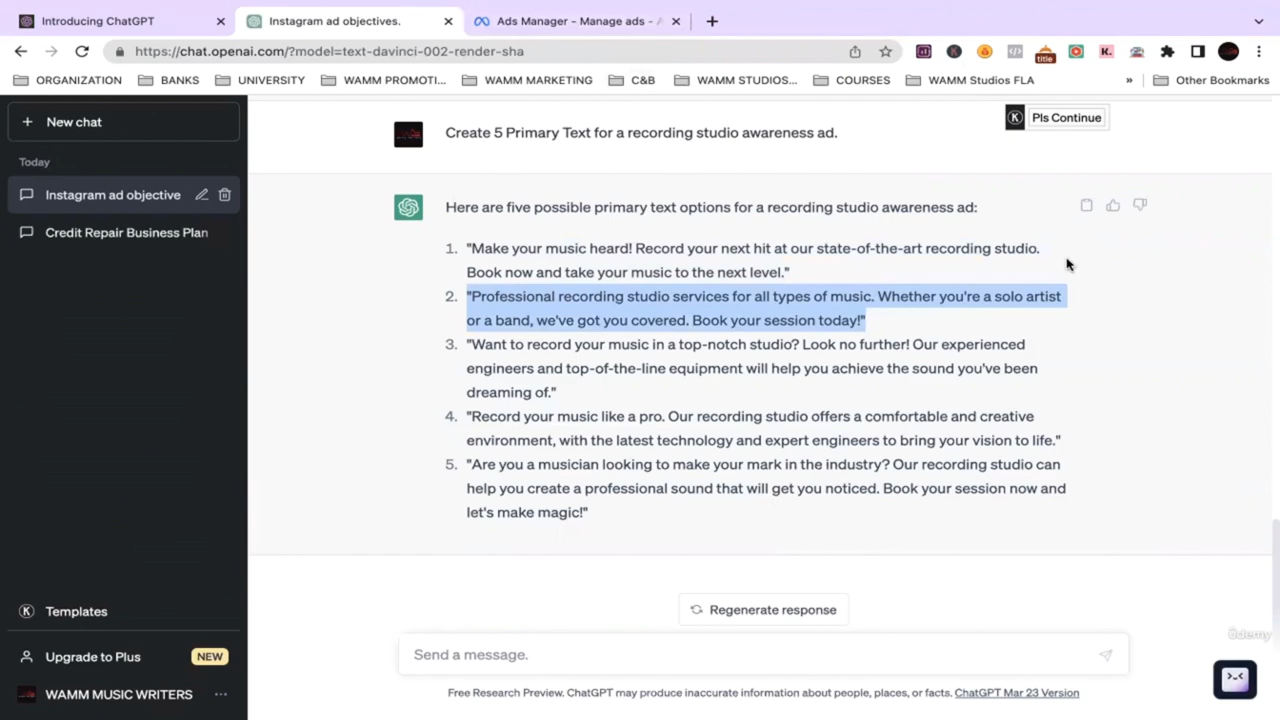 Introducing ChatGPT
Instagram ad objectives.
Ads Manager - Manage ads - A
https://chat.openai.com/?model=text-davinci-002-render-sha
title
K.
ORGANIZATION
BANKS
UNIVERSITY
WAMM PROMOTI...
WAMM MARKETING
C&B
WAMM STUDIOS...
COURSES
WAMM Studios FLA
»
Other Bookmarks
+ New chat
Today
Instagram ad objective
Credit Repair Business Plan
K Templates
Upgrade to Plus NEW
WAMM MUSIC WRITERS ...
K Pls Continue
Create 5 Primary Text for a recording studio awareness ad.
Here are five possible primary text options for a recording studio awareness ad:
1. "Make your music heard! Record your next hit at our state-of-the-art recording studio.
Book now and take your music to the next level."
2. "Professional recording studio services for all types of music. Whether you're a solo artist
or a band, we've got you covered. Book your session today!"
3. "Want to record your music in a top-notch studio? Look no further! Our experienced
engineers and top-of-the-line equipment will help you achieve the sound you've been
dreaming of."
4. "Record your music like a pro. Our recording studio offers a comfortable and creative
environment, with the latest technology and expert engineers to bring your vision to life."
5. "Are you a musician looking to make your mark in the industry? Our recording studio can
help you create a professional sound that will get you noticed. Book your session now and
let's make magic!"
Regenerate response
Send a message.
Free Research Preview. ChatGPT may produce inaccurate information about people, places, or facts. ChatGPT Mar 23 Version
ûdemy